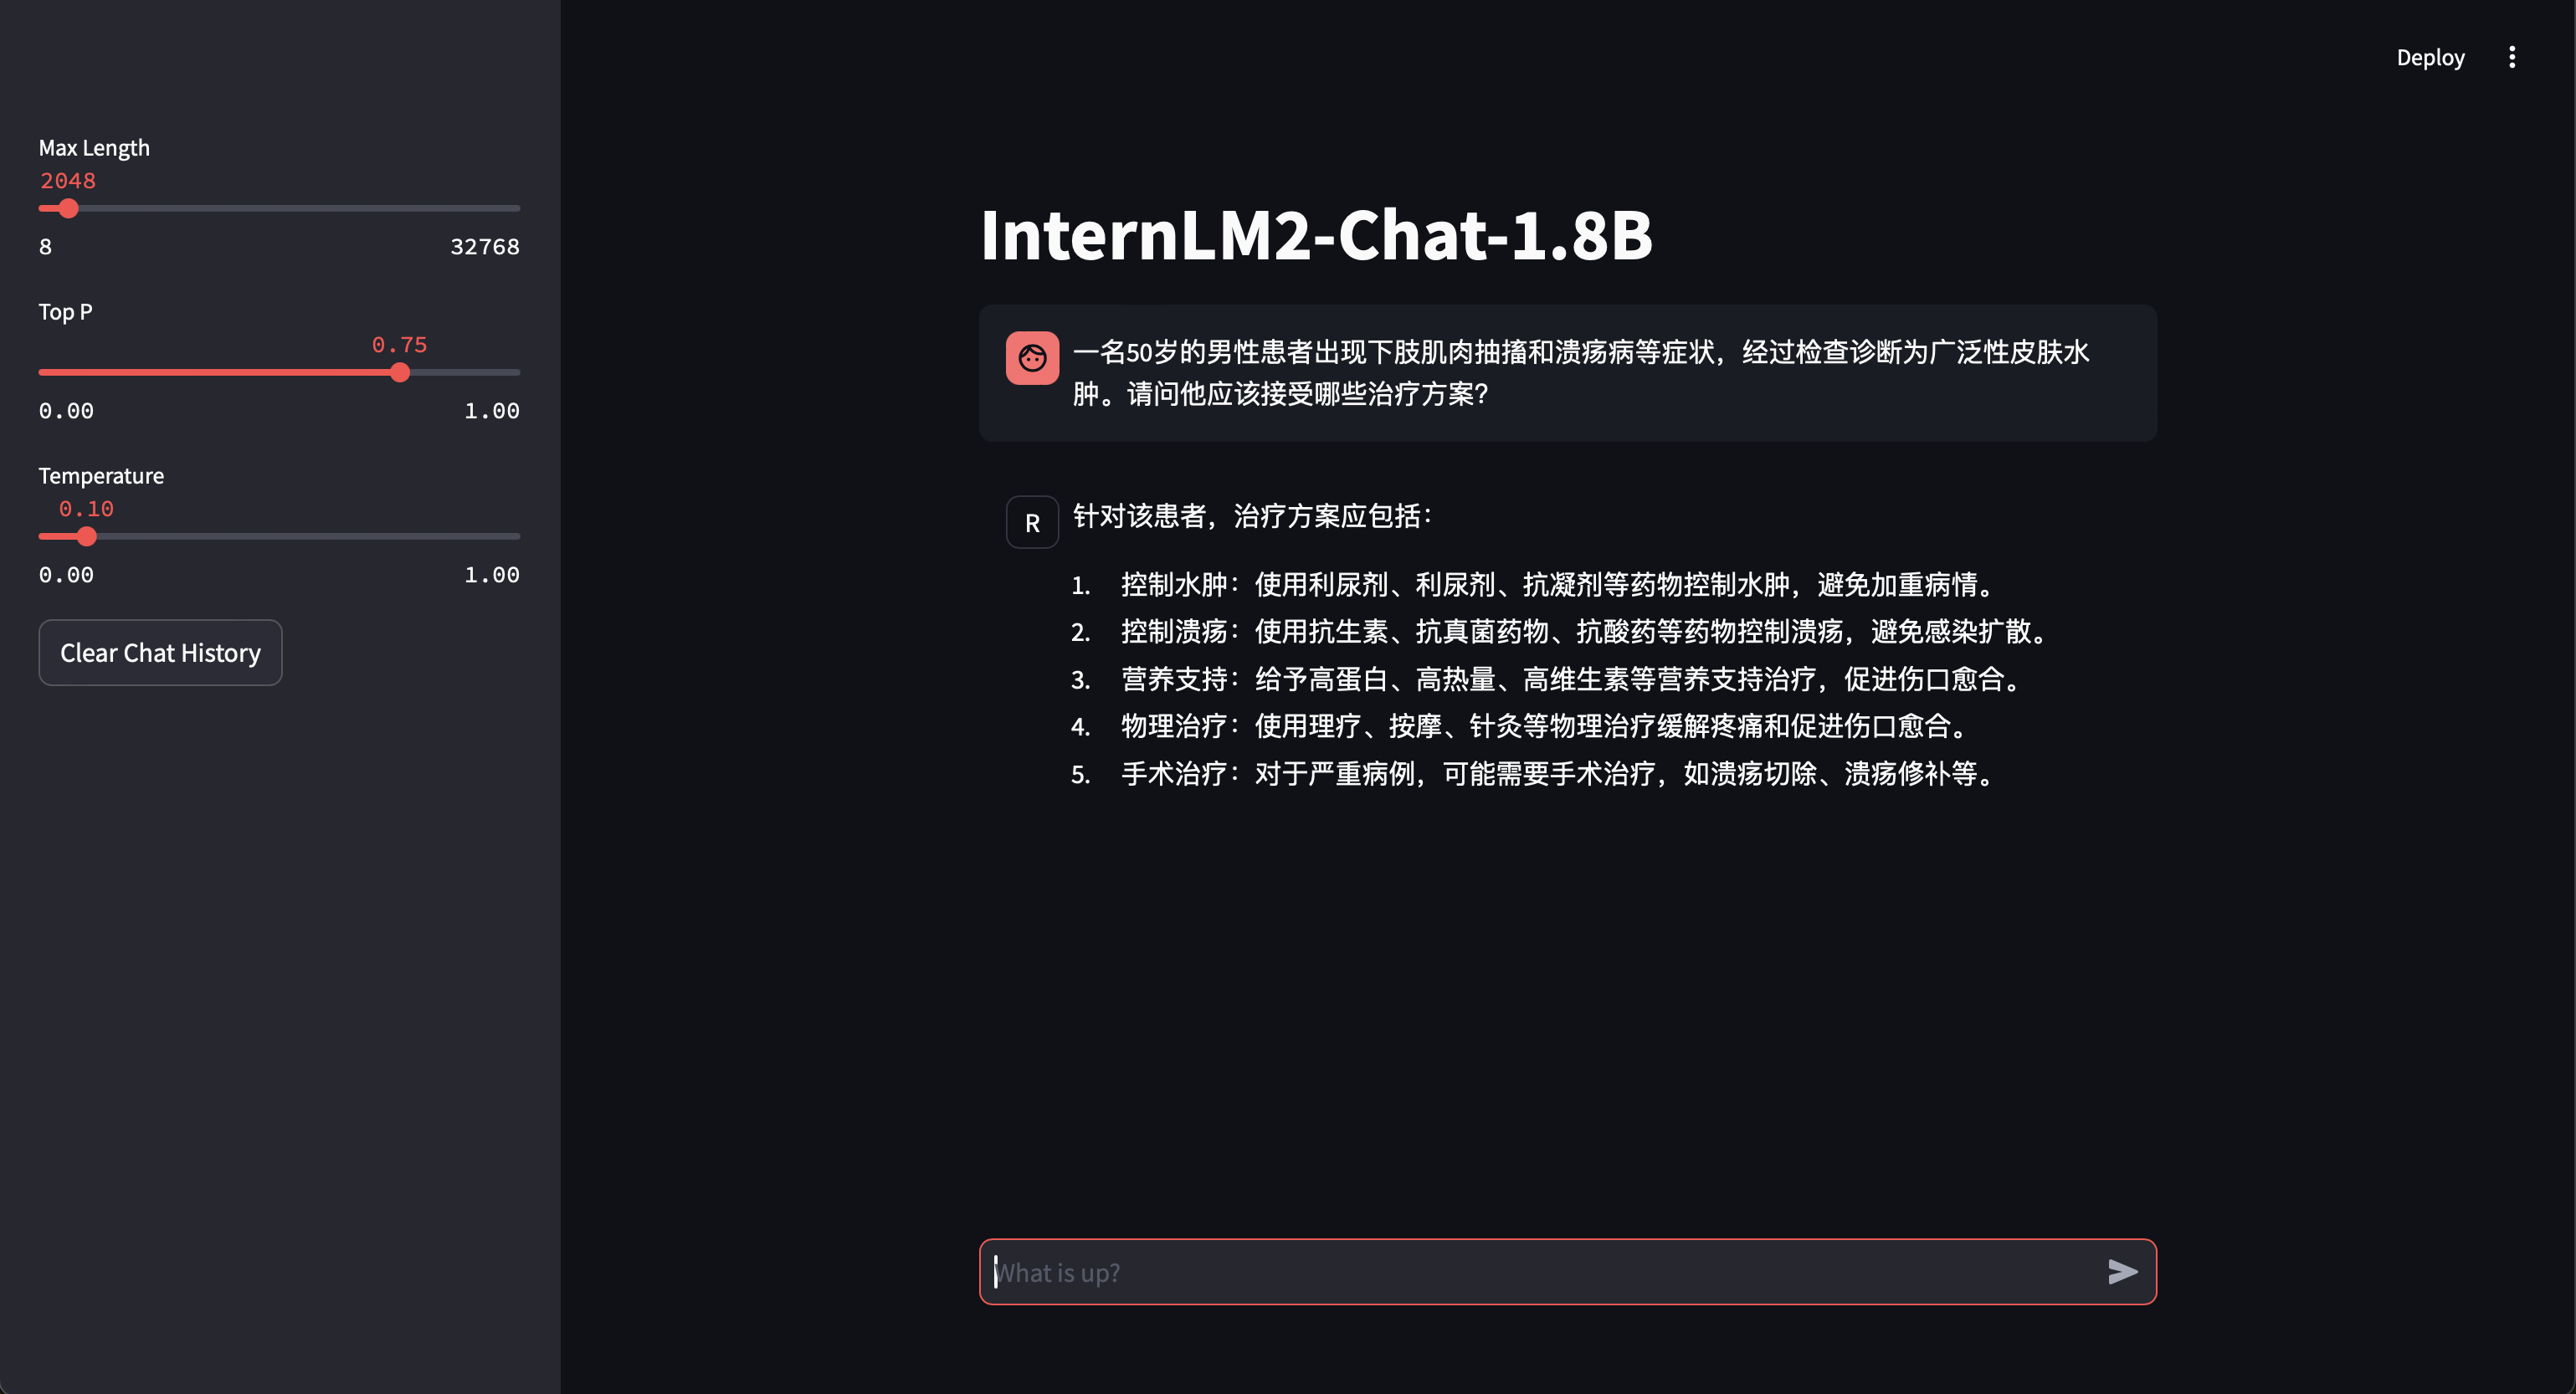 Deploy
Max Length
2048
8 32768
Top P
0.75
0.00 1.00
Temperature
0.10
0.00 1.00
Clear Chat History
InternLM2-Chat-1.8B
一名50岁的男性患者出现下肢肌肉抽搐和溃疡病等症状，经过检查诊断为广泛性皮肤水
肿。请问他应该接受哪些治疗方案？
R
针对该患者，治疗方案应包括：
1. 控制水肿：使用利尿剂、利尿剂、抗凝剂等药物控制水肿，避免加重病情。
2. 控制溃疡：使用抗生素、抗真菌药物、抗酸药等药物控制溃疡，避免感染扩散。
3. 营养支持：给予高蛋白、高热量、高维生素等营养支持治疗，促进伤口愈合。
4. 物理治疗：使用理疗、按摩、针灸等物理治疗缓解疼痛和促进伤口愈合。
5. 手术治疗：对于严重病例，可能需要手术治疗，如溃疡切除、溃疡修补等。
What is up?